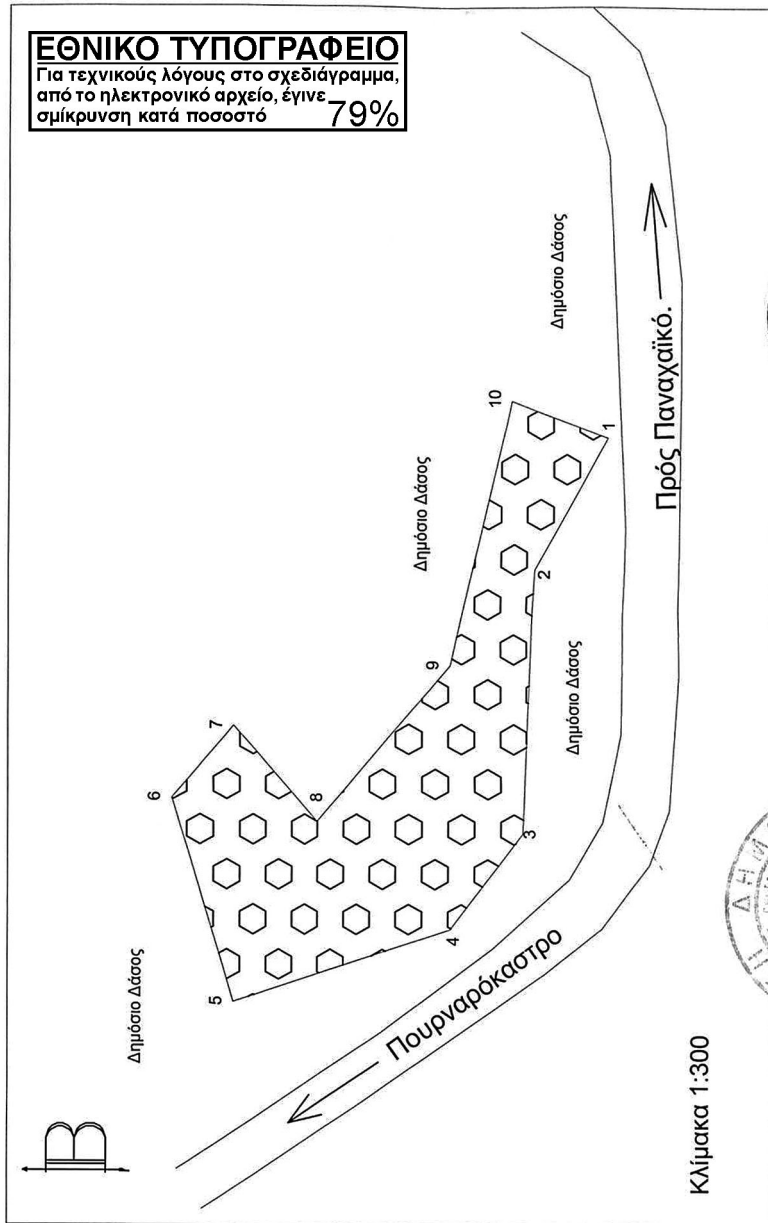 ΕΘΝΙΚΟ ΤΥΠΟΓΡΑΦΕΙΟ
Για τεχνικούς λόγους στο σχεδιάγραμμα,
από το ηλεκτρονικό αρχείο, έγινε
σμίκρυνση κατά ποσοστό 79%
Δημόσιο Δάσος
10
1
Πρός Παναχαϊκό.
Δημόσιο Δάσος
2
9
Δημόσιο Δάσος
7
6
8
3
4
5
Δημόσιο Δάσος
Πουρναρόκαστρο
Β
Κλίμακα 1:300